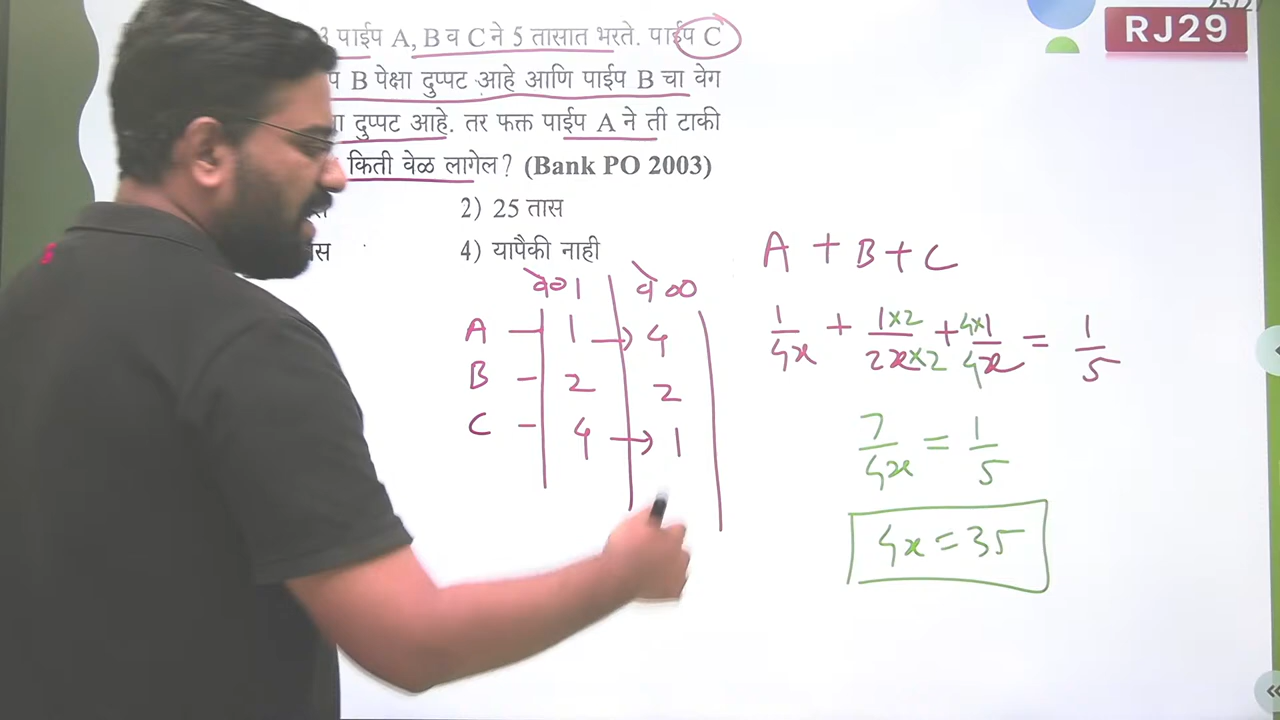 25/27
RJ29
3 पाईप A, B व C ने 5 तासात भरते. पाईप C
B पेक्षा दुप्पट आहे आणि पाईप B चा वेग
दुप्पट आहे. तर फक्त पाईप A ने ती टाकी
किती वेळ लागेल? (Bank PO 2003)
2) 25 तास
4) यापैकी नाही
वेग वेळ
A – 1 → 4
B – 2 2
C – 4 → 1
A + B + C
1/4x + 1×2/2x×2 + 4×1/4x = 1/5
7/4x = 1/5
4x = 35